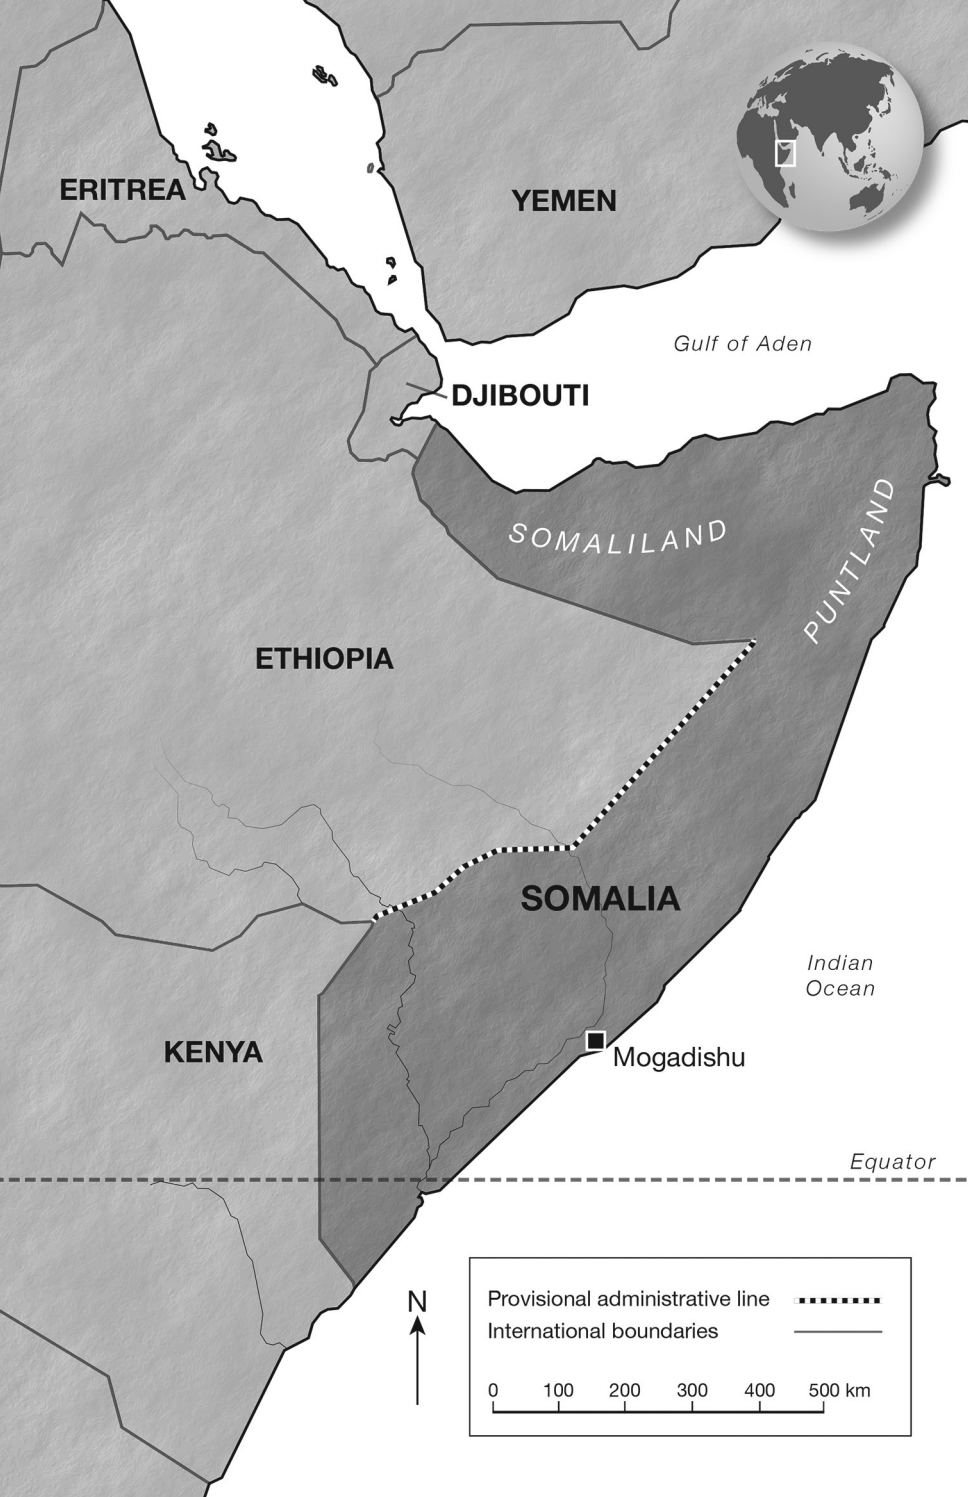 ERITREA
YEMEN
Gulf of Aden
DJIBOUTI
SOMALILAND
PUNTLAND
ETHIOPIA
SOMALIA
Indian
Ocean
KENYA
Mogadishu
Equator
N
Provisional administrative line
International boundaries
0 100 200 300 400 500 km